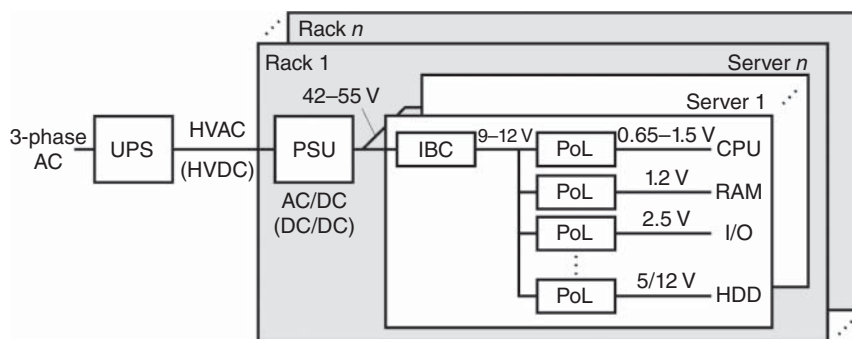 Rack n
Rack 1
Server n
42–55 V
Server 1
3-phase
AC
UPS
HVAC
(HVDC)
PSU
AC/DC
(DC/DC)
IBC
9–12 V
PoL
0.65–1.5 V
CPU
PoL
1.2 V
RAM
PoL
2.5 V
I/O
PoL
5/12 V
HDD